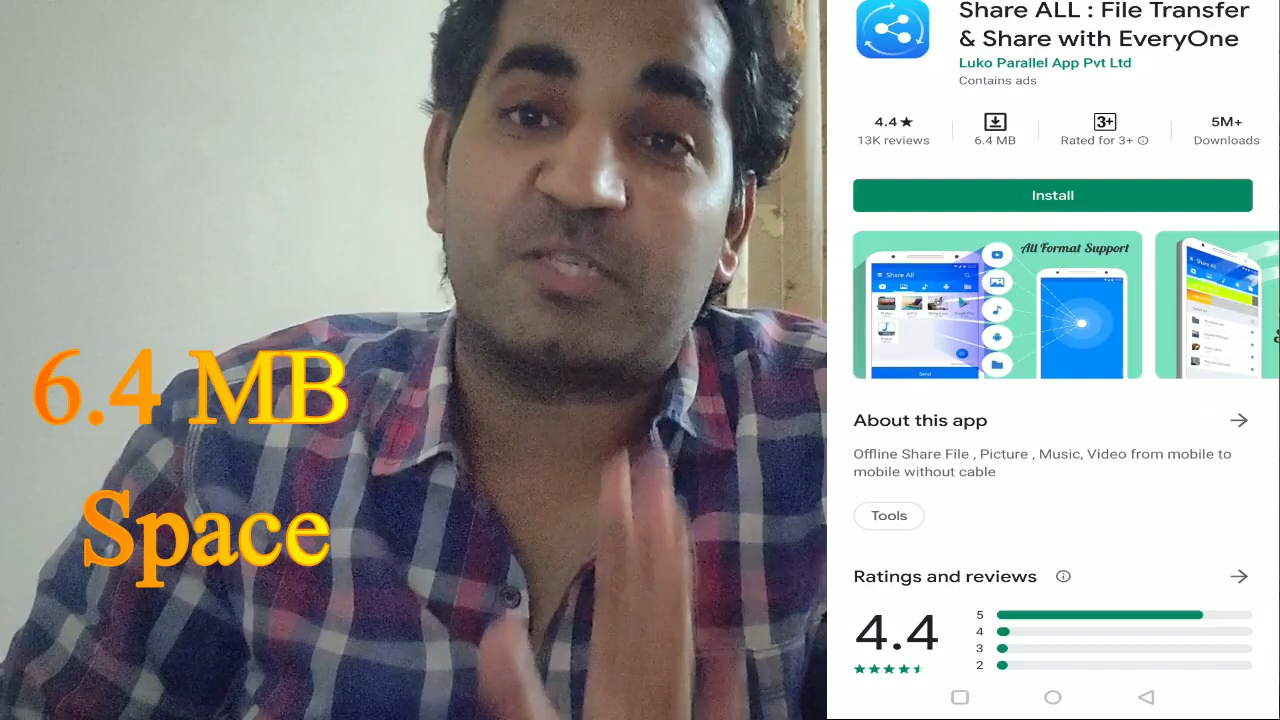 6.4 MB
Space
Share ALL : File Transfer
& Share with EveryOne
Luko Parallel App Pvt Ltd
Contains ads
4.4★
13K reviews
6.4 MB
3+
Rated for 3+
5M+
Downloads
Install
All Format Support
Share All
Send
Share All
About this app
Offline Share File , Picture , Music, Video from mobile to
mobile without cable
Tools
Ratings and reviews
4.4
5
4
3
2